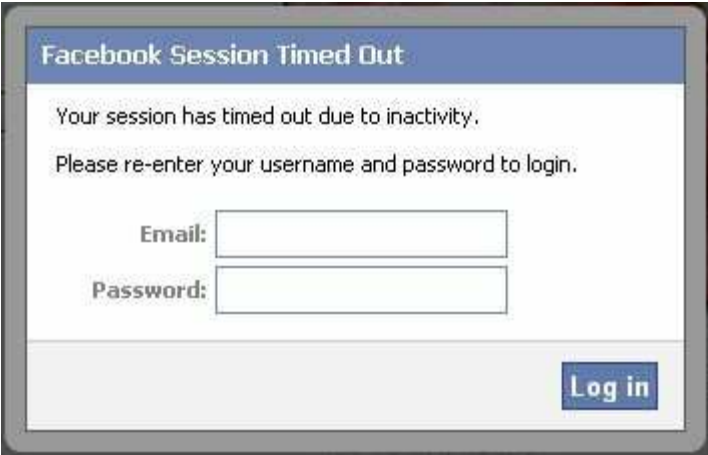 Facebook Session Timed Out
Your session has timed out due to inactivity.
Please re-enter your username and password to login.
Email:
Password:
Log in